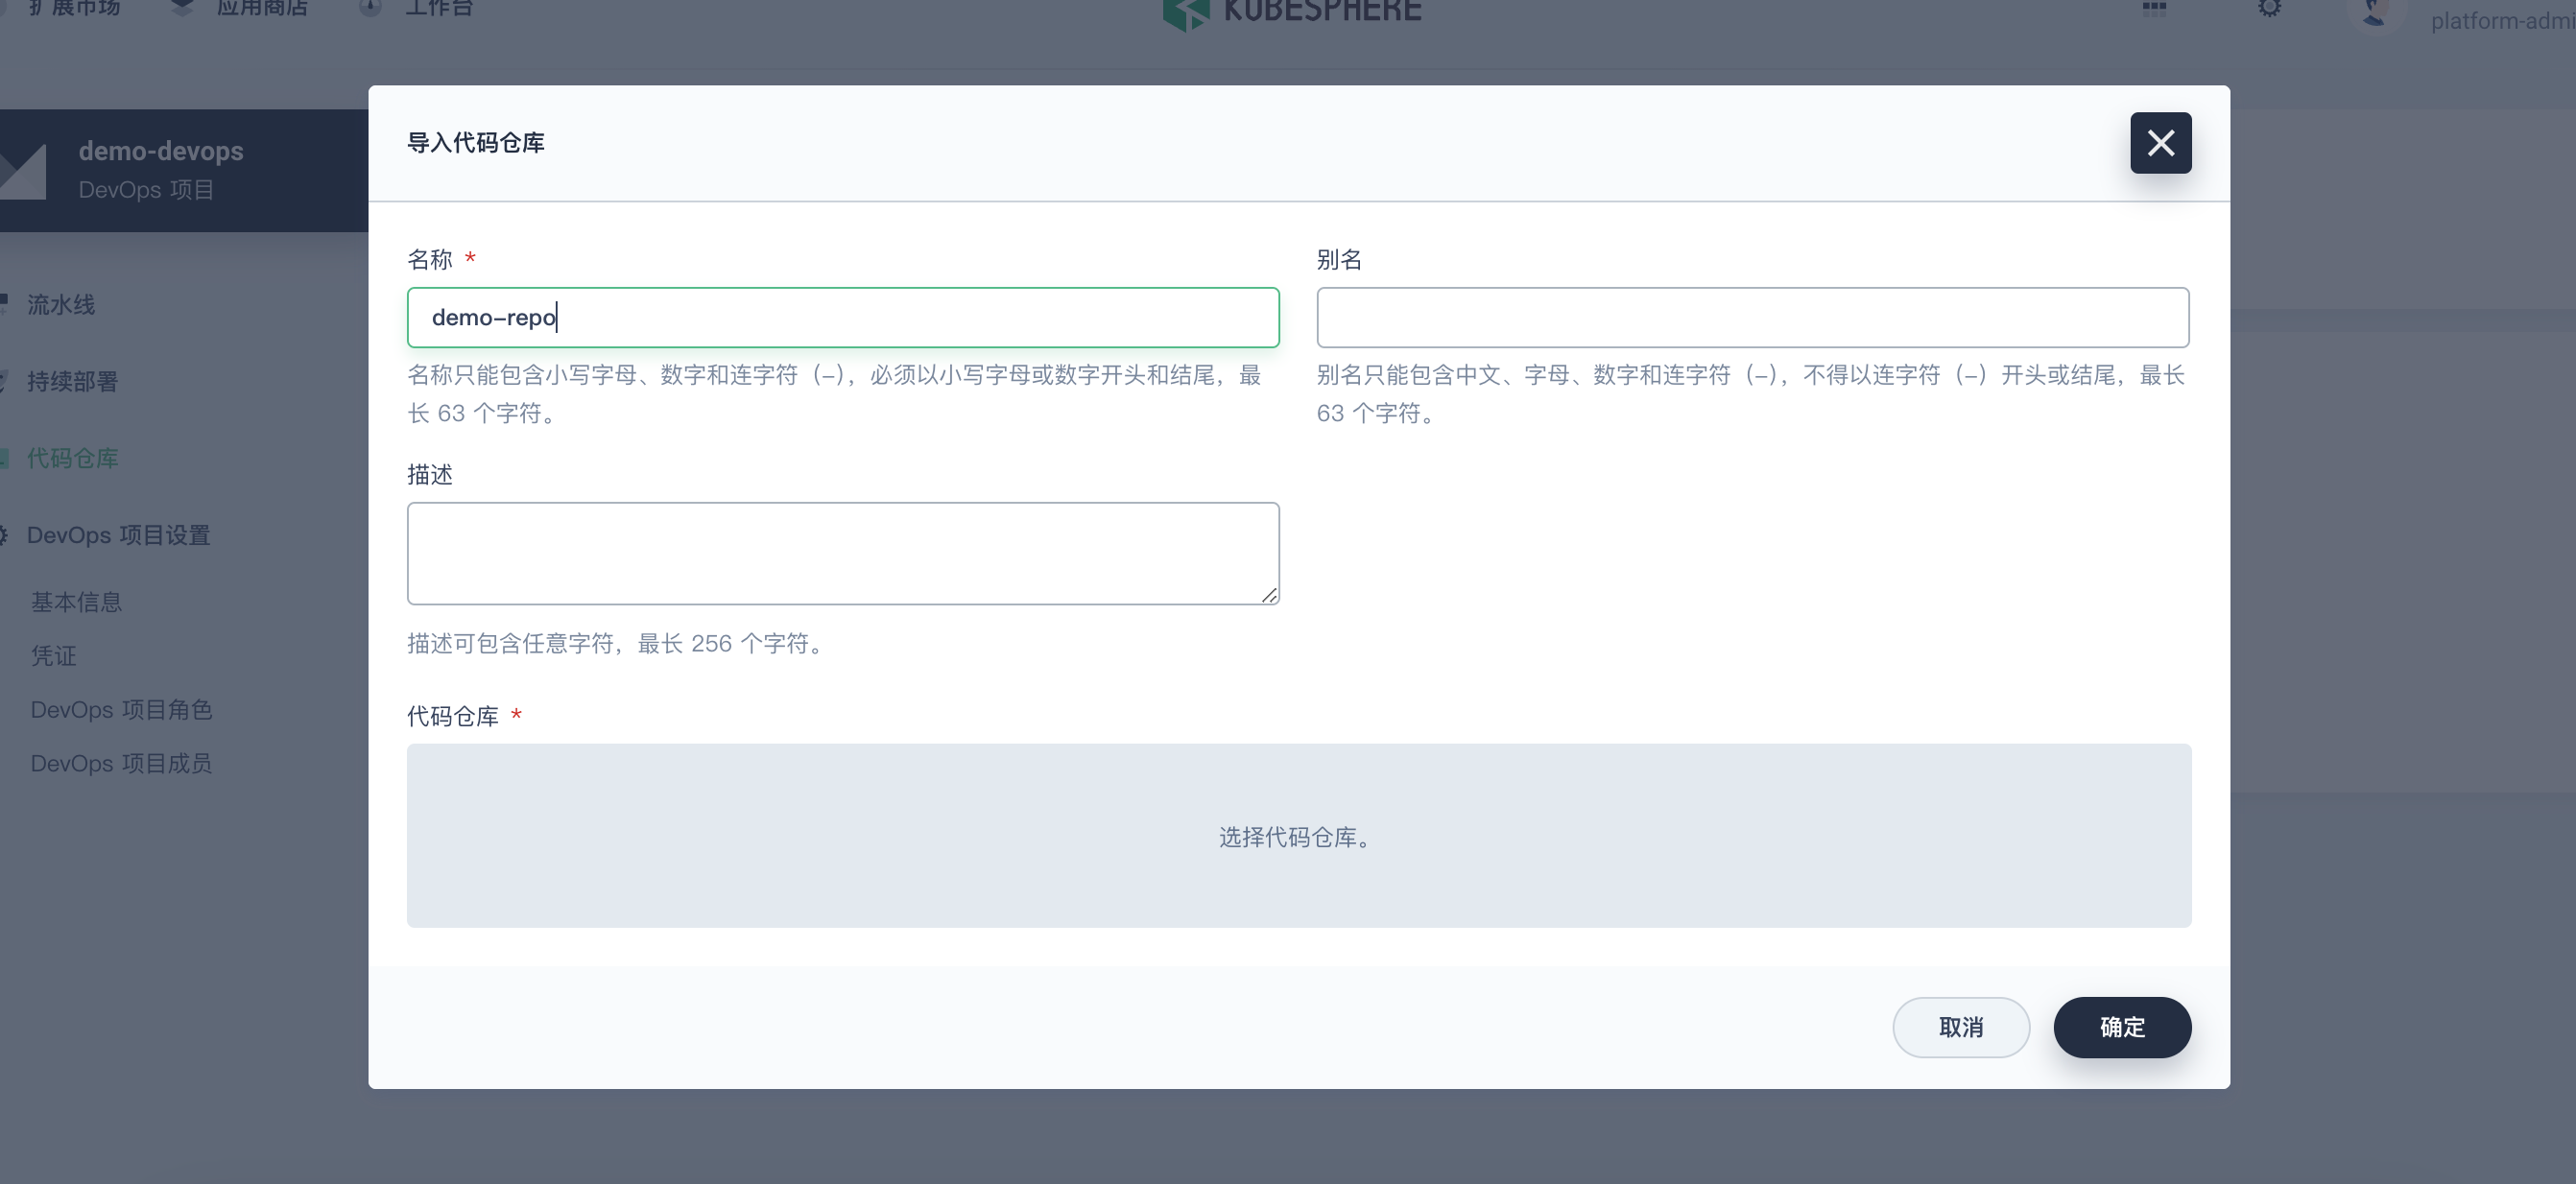 扩展市场
应用商店
工作台
KUBESPHERE
platform-admi
demo-devops
DevOps 项目
流水线
持续部署
代码仓库
DevOps 项目设置
基本信息
凭证
DevOps 项目角色
DevOps 项目成员
导入代码仓库
名称 *
demo-repo
名称只能包含小写字母、数字和连字符（-），必须以小写字母或数字开头和结尾，最
长 63 个字符。
别名
别名只能包含中文、字母、数字和连字符（-），不得以连字符（-）开头或结尾，最长
63 个字符。
描述
描述可包含任意字符，最长 256 个字符。
代码仓库 *
选择代码仓库。
取消
确定